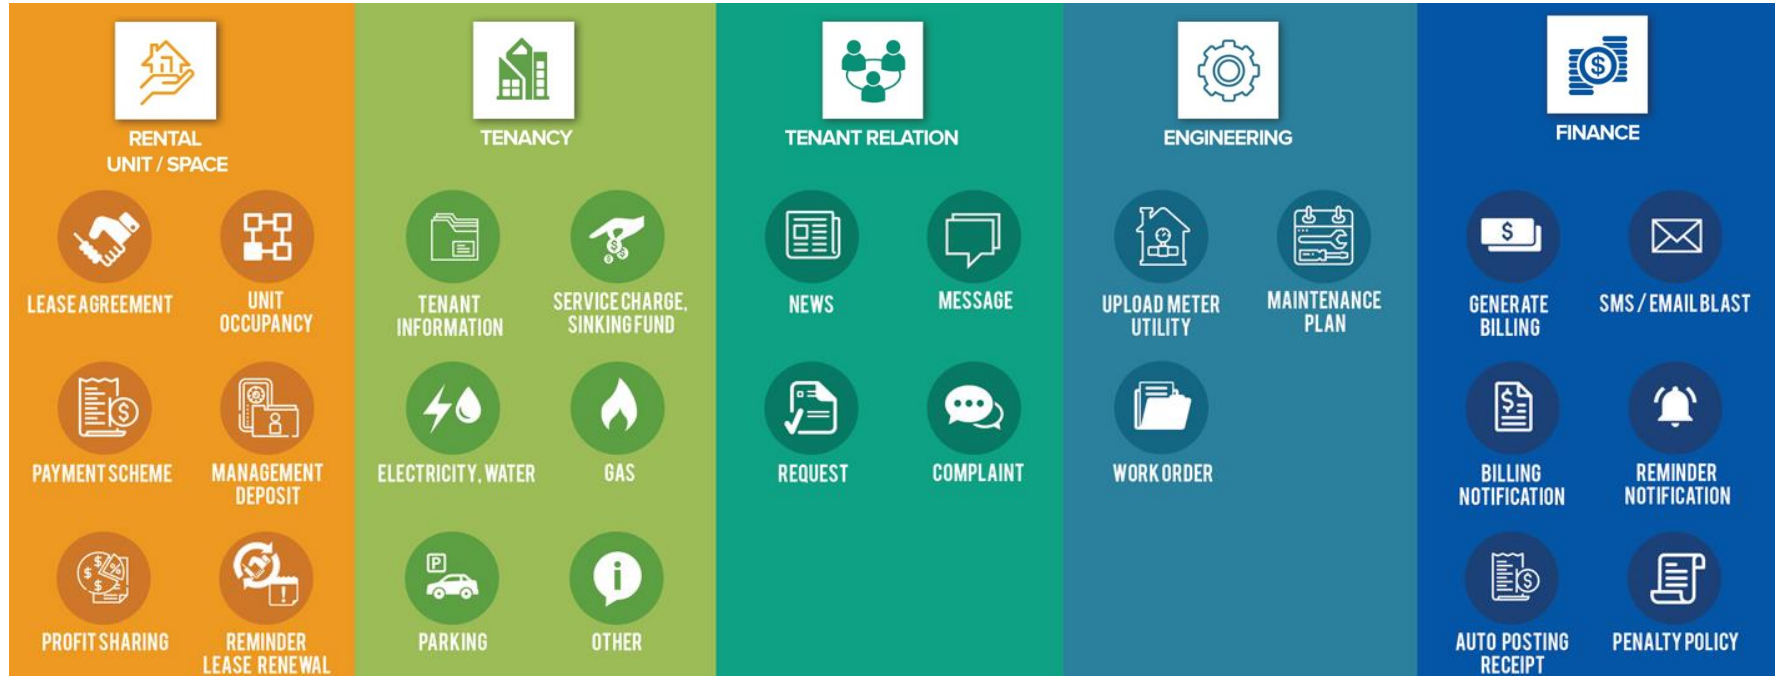 RENTAL
UNIT / SPACE
LEASE AGREEMENT
UNIT
OCCUPANCY
PAYMENT SCHEME
MANAGEMENT
DEPOSIT
PROFIT SHARING
REMINDER
LEASE RENEWAL
TENANCY
TENANT
INFORMATION
SERVICE CHARGE,
SINKING FUND
ELECTRICITY, WATER
GAS
P
PARKING
OTHER
TENANT RELATION
NEWS
MESSAGE
REQUEST
COMPLAINT
ENGINEERING
UPLOAD METER
UTILITY
MAINTENANCE
PLAN
WORK ORDER
FINANCE
GENERATE
BILLING
SMS / EMAIL BLAST
BILLING
NOTIFICATION
REMINDER
NOTIFICATION
AUTO POSTING
RECEIPT
PENALTY POLICY